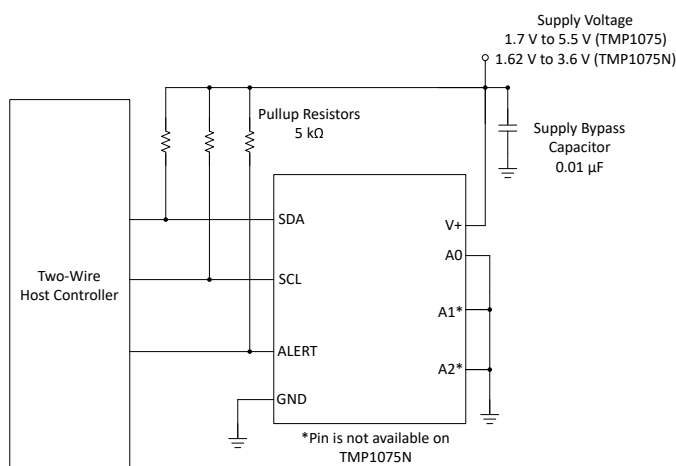 Supply Voltage
1.7 V to 5.5 V (TMP1075)
1.62 V to 3.6 V (TMP1075N)
Pullup Resistors
5 kΩ
Supply Bypass
Capacitor
0.01 µF
Two-Wire
Host Controller
SDA
SCL
ALERT
GND
V+
A0
A1*
A2*
*Pin is not available on
TMP1075N